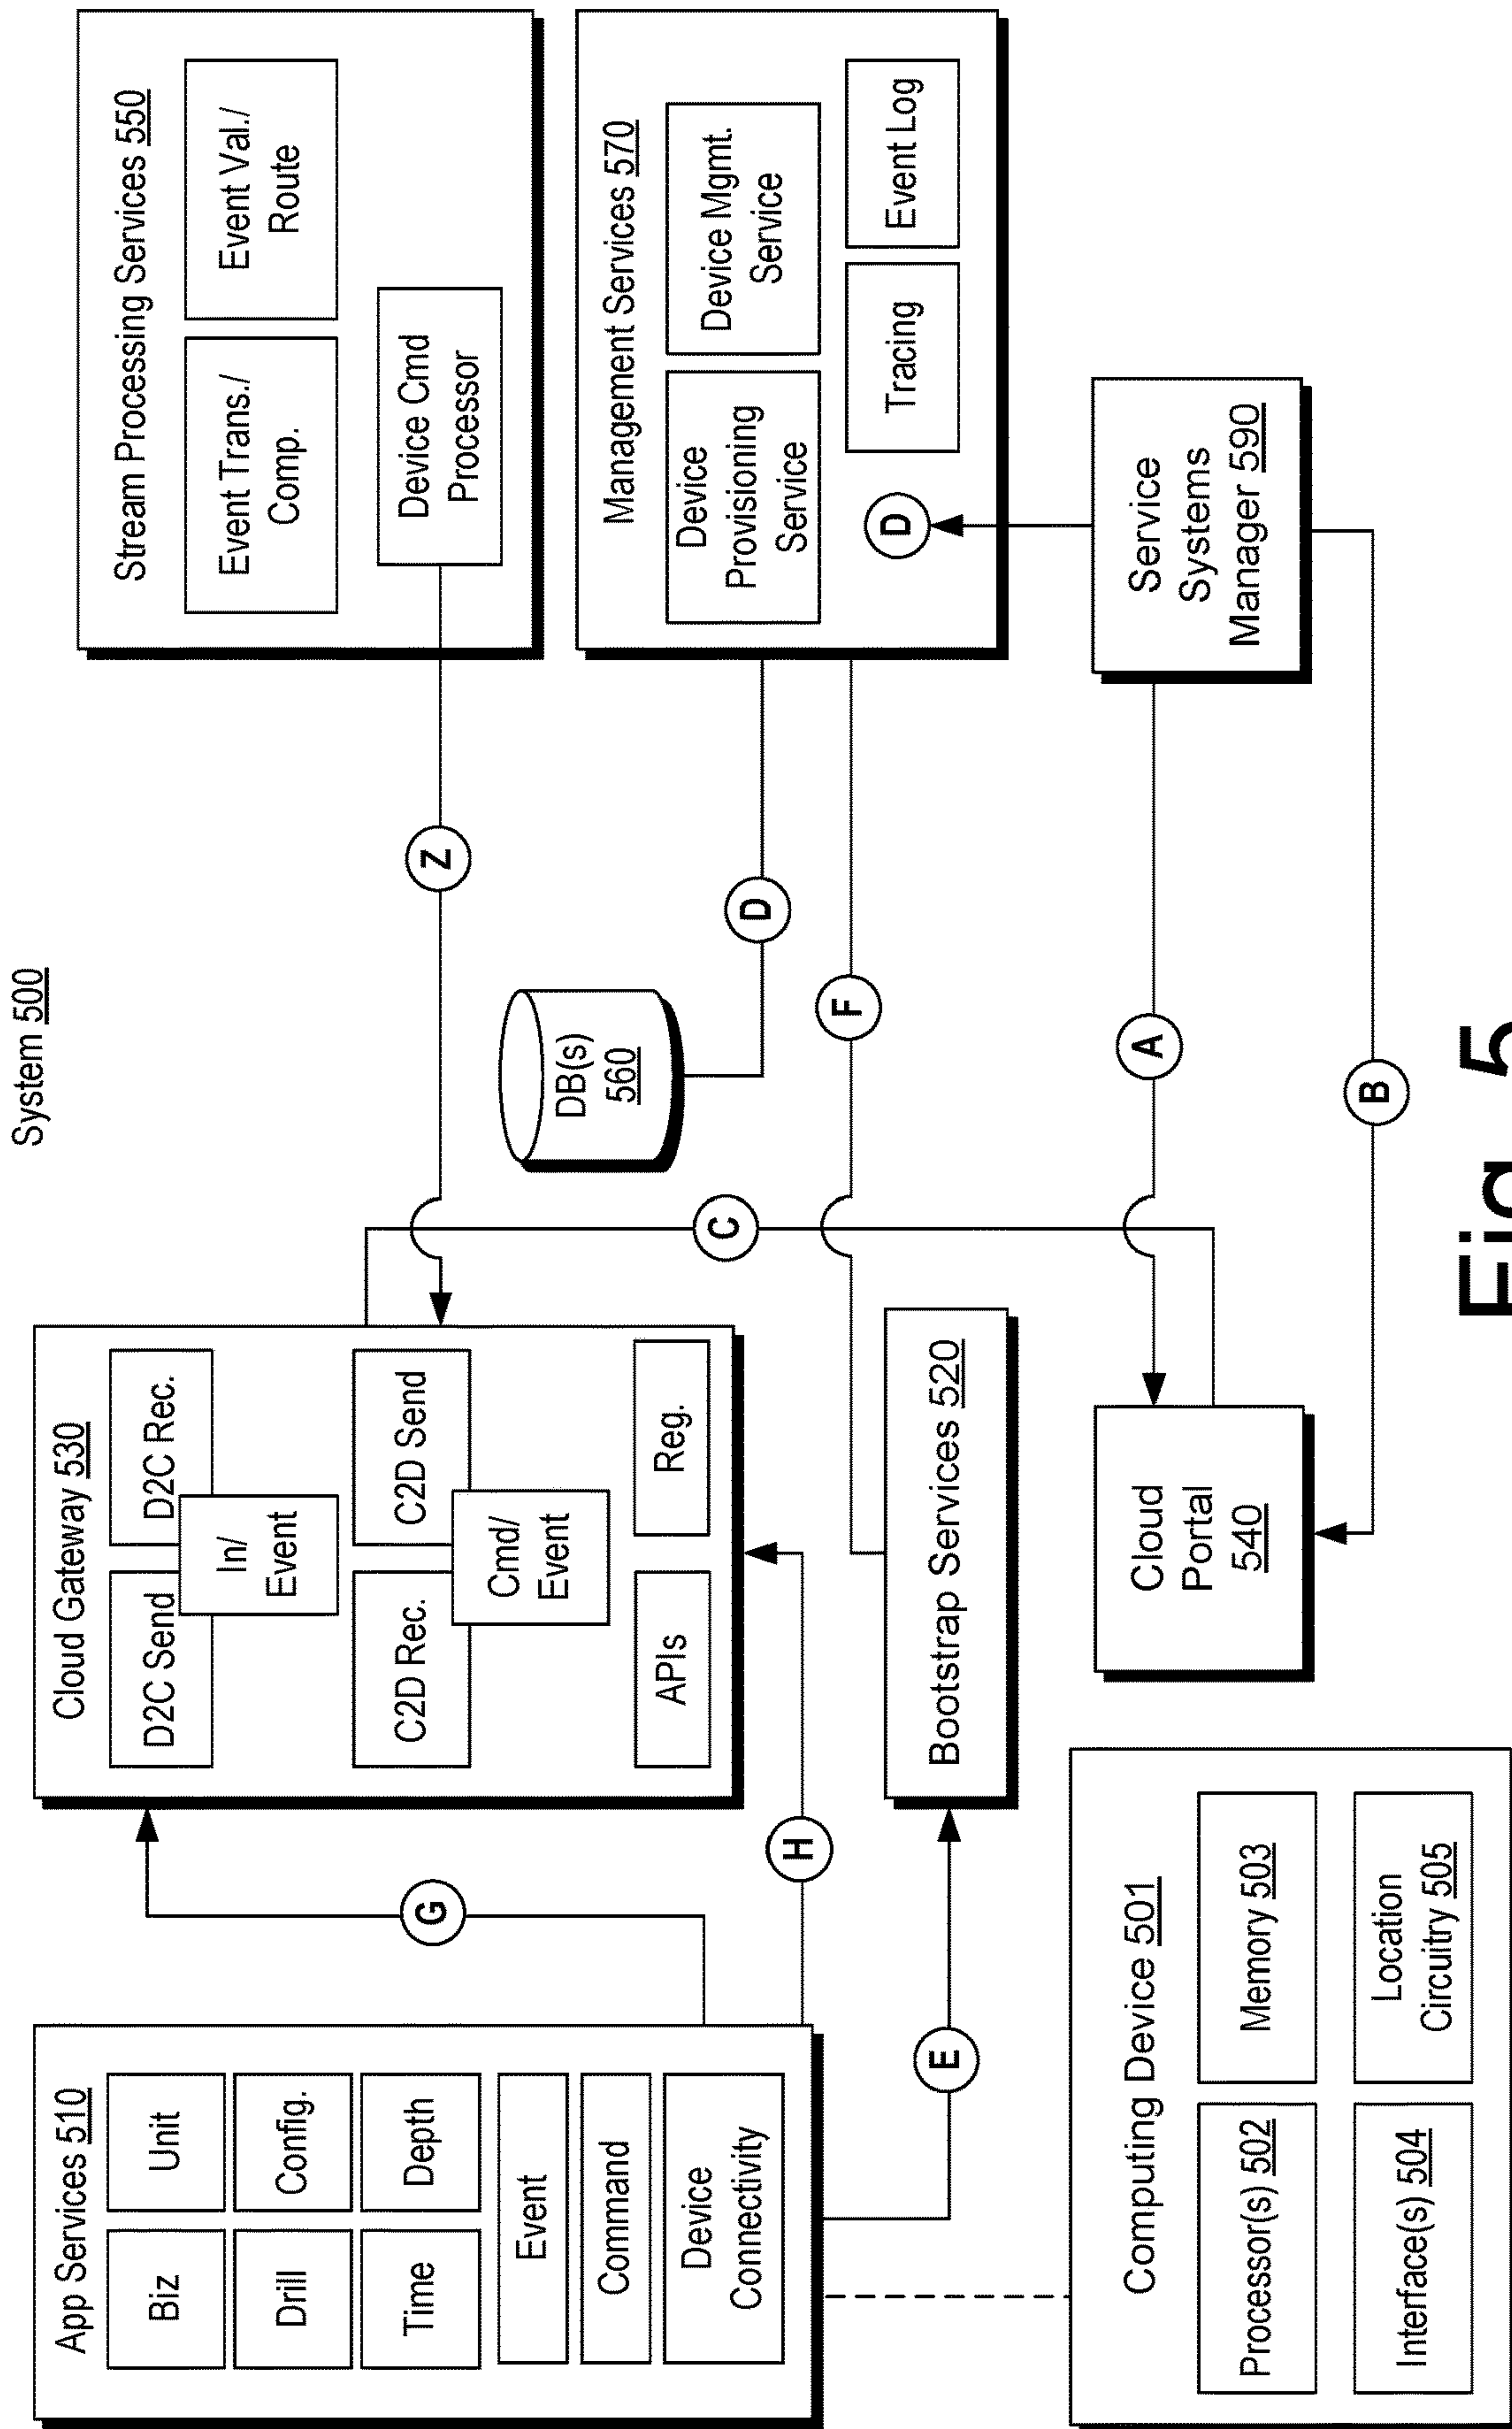 System 500
App Services 510
Biz
Unit
Drill
Config.
Time
Depth
Event
Command
Device
Connectivity
G
H
E
Cloud Gateway 530
D2C Send
D2C Rec.
In/
Event
C2D Rec.
C2D Send
Cmd/
Event
APIs
Reg.
Z
C
DB(s)
560
D
F
Stream Processing Services 550
Event Trans./
Comp.
Event Val./
Route
Device Cmd
Processor
Management Services 570
Device
Provisioning
Service
Device Mgmt.
Service
D
Tracing
Event Log
Bootstrap Services 520
Computing Device 501
Processor(s) 502
Memory 503
Interface(s) 504
Location
Circuitry 505
Cloud
Portal
540
A
B
Service
Systems
Manager 590
Fig. 5